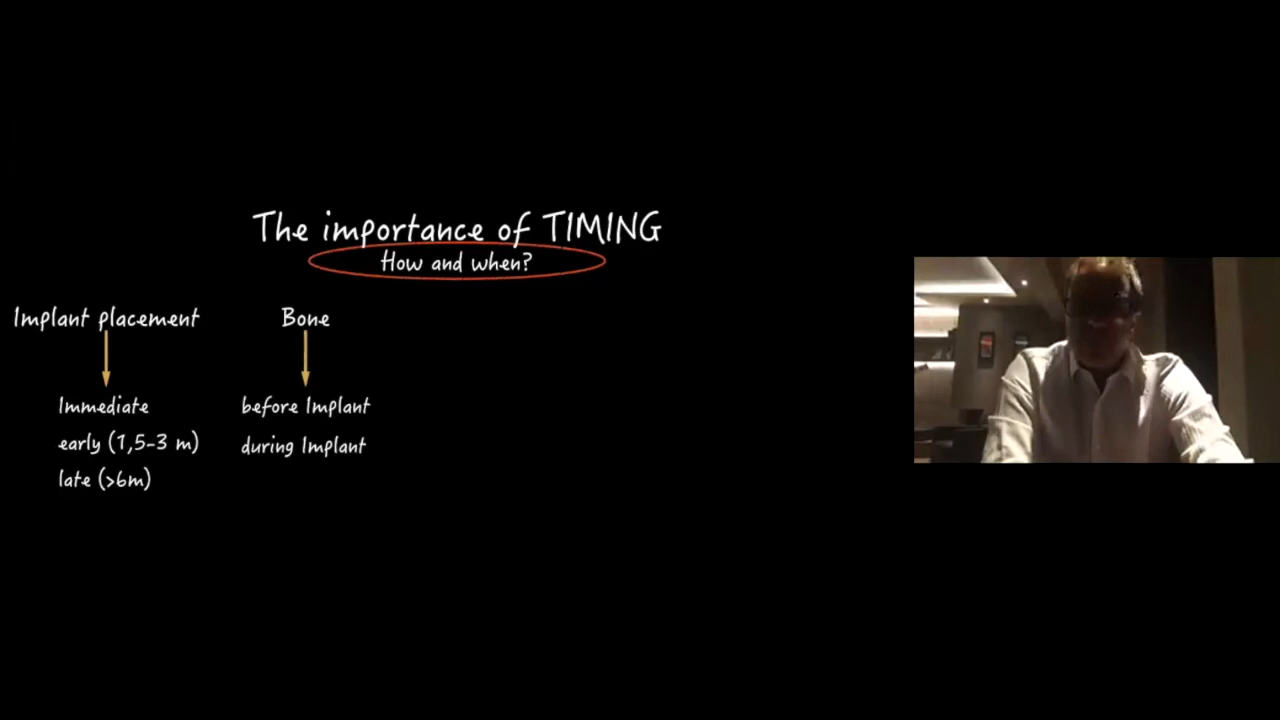 The importance of TIMING
How and when?
Implant placement
Bone
Immediate
before Implant
early (1,5-3 m)
during Implant
late (>6m)